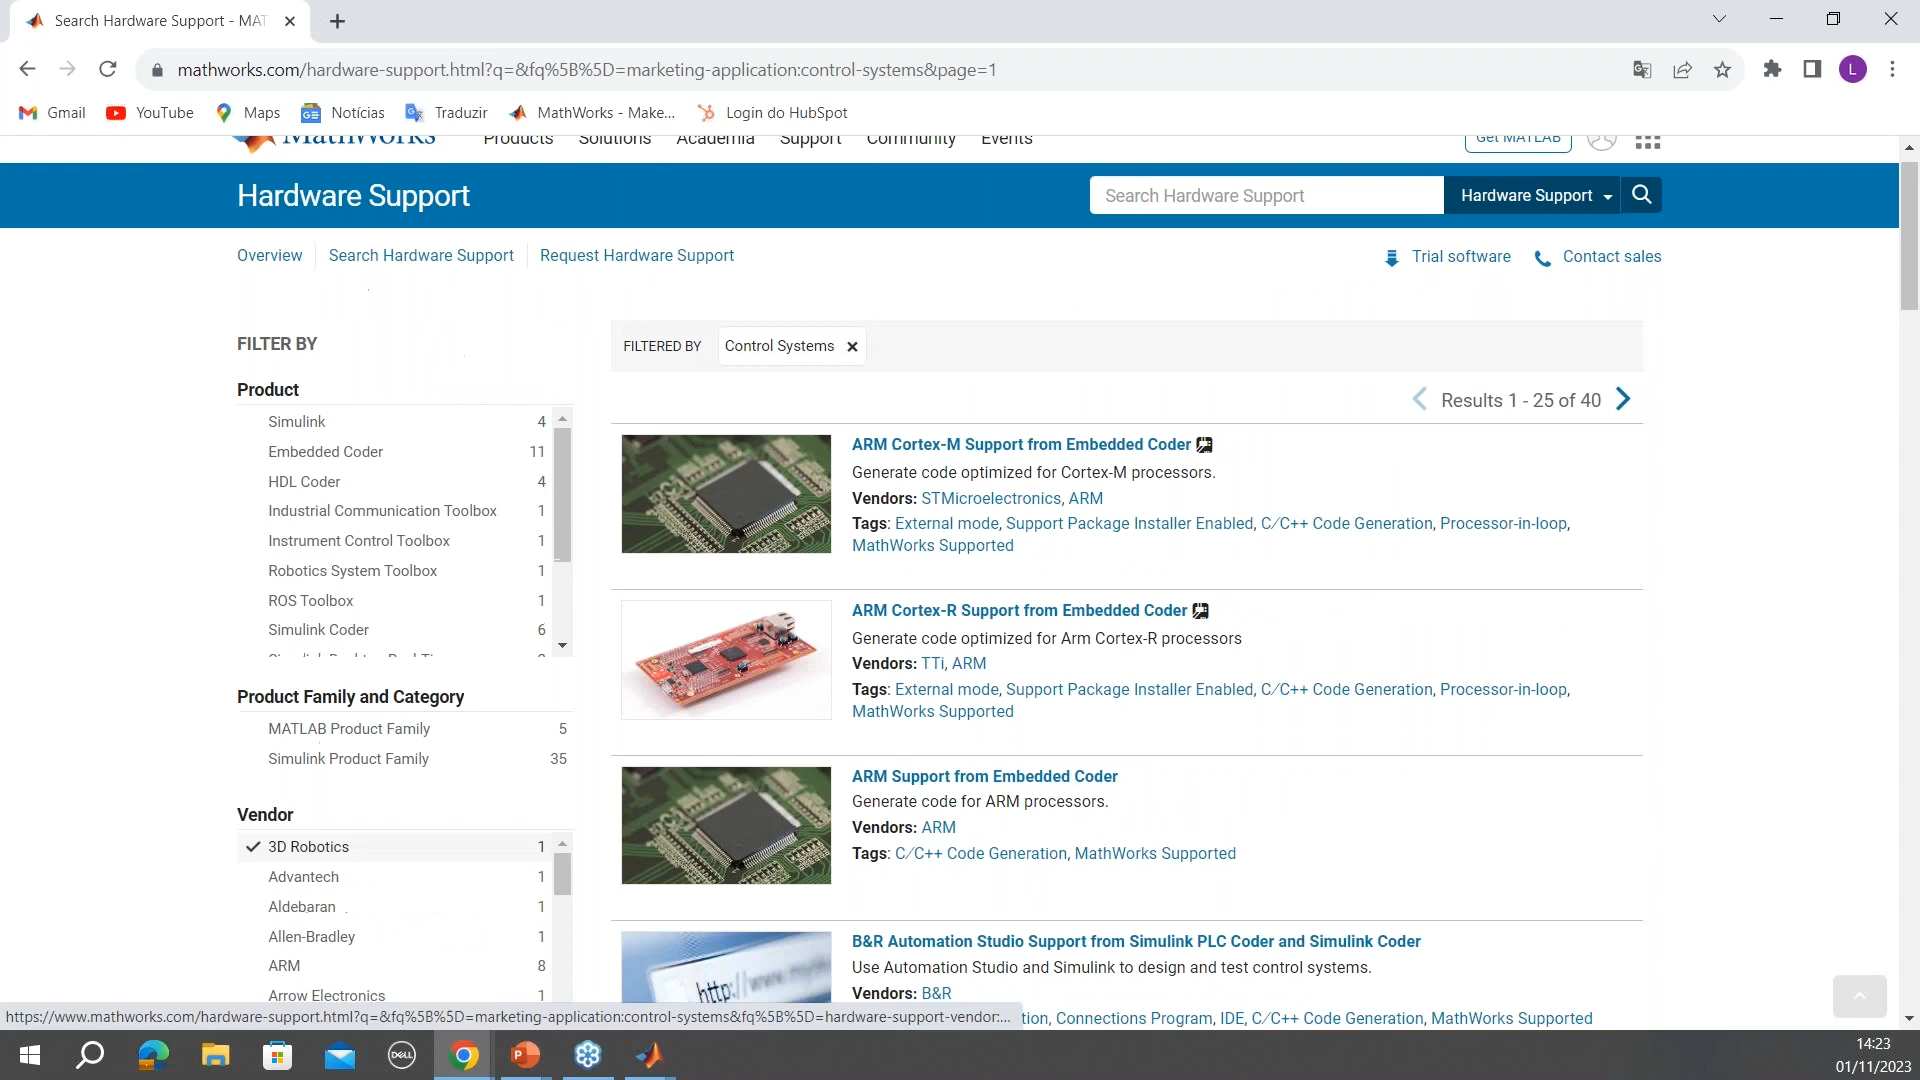 Search Hardware Support - MAT
mathworks.com/hardware-support.html?q=&fq%5B%5D=marketing-application:control-systems&page=1
L
Gmail YouTube Maps Notícias Traduzir MathWorks - Make... Login do HubSpot
MathWorks Products Solutions Academia Support Community Events Get MATLAB
Hardware Support
Search Hardware Support Hardware Support
Overview Search Hardware Support Request Hardware Support Trial software Contact sales
FILTER BY
Product
Simulink 4
Embedded Coder 11
HDL Coder 4
Industrial Communication Toolbox 1
Instrument Control Toolbox 1
Robotics System Toolbox 1
ROS Toolbox 1
Simulink Coder 6
Product Family and Category
MATLAB Product Family 5
Simulink Product Family 35
Vendor
3D Robotics 1
Advantech 1
Aldebaran 1
Allen-Bradley 1
ARM 8
Arrow Electronics 1
FILTERED BY Control Systems
Results 1 - 25 of 40
ARM Cortex-M Support from Embedded Coder
Generate code optimized for Cortex-M processors.
Vendors: STMicroelectronics, ARM
Tags: External mode, Support Package Installer Enabled, C/C++ Code Generation, Processor-in-loop,
MathWorks Supported
ARM Cortex-R Support from Embedded Coder
Generate code optimized for Arm Cortex-R processors
Vendors: TTi, ARM
Tags: External mode, Support Package Installer Enabled, C/C++ Code Generation, Processor-in-loop,
MathWorks Supported
ARM Support from Embedded Coder
Generate code for ARM processors.
Vendors: ARM
Tags: C/C++ Code Generation, MathWorks Supported
http://www.
B&R Automation Studio Support from Simulink PLC Coder and Simulink Coder
Use Automation Studio and Simulink to design and test control systems.
Vendors: B&R
tion, Connections Program, IDE, C/C++ Code Generation, MathWorks Supported
https://www.mathworks.com/hardware-support.html?q=&fq%5B%5D=marketing-application:control-systems&fq%5B%5D=hardware-support-vendor:...
DELL
14:23
01/11/2023